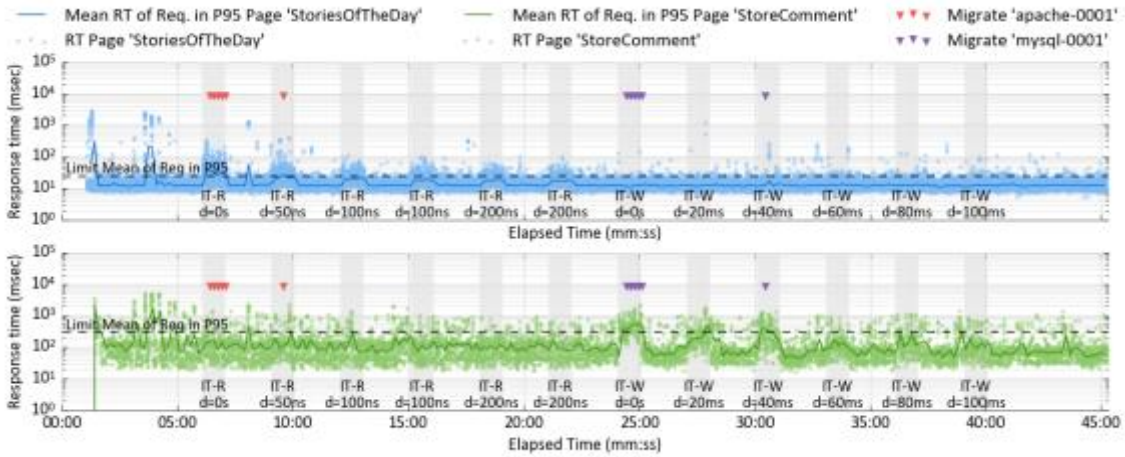 Mean RT of Req. in P95 Page 'StoriesOfTheDay' Mean RT of Req. in P95 Page 'StoreComment' Migrate 'apache-0001'
RT Page 'StoriesOfTheDay' RT Page 'StoreComment' Migrate 'mysql-0001'
Response time (msec)
10⁵
10⁴
10³
10²
10¹
10⁰
Limit Mean of Req in P95
IT-R IT-R IT-R IT-R IT-R IT-R IT-W IT-W IT-W IT-W IT-W IT-W
d=0s d=50ns d=100ns d=100ns d=200ns d=200ns d=0s d=20ms d=40ms d=60ms d=80ms d=100ms
Elapsed Time (mm:ss)
Response time (msec)
10⁵
10⁴
10³
10²
10¹
10⁰
Limit Mean of Req in P95
IT-R IT-R IT-R IT-R IT-R IT-R IT-W IT-W IT-W IT-W IT-W IT-W
d=0s d=50ns d=100ns d=100ns d=200ns d=200ns d=0s d=20ms d=40ms d=60ms d=80ms d=100ms
00:00 05:00 10:00 15:00 20:00 25:00 30:00 35:00 40:00 45:00
Elapsed Time (mm:ss)